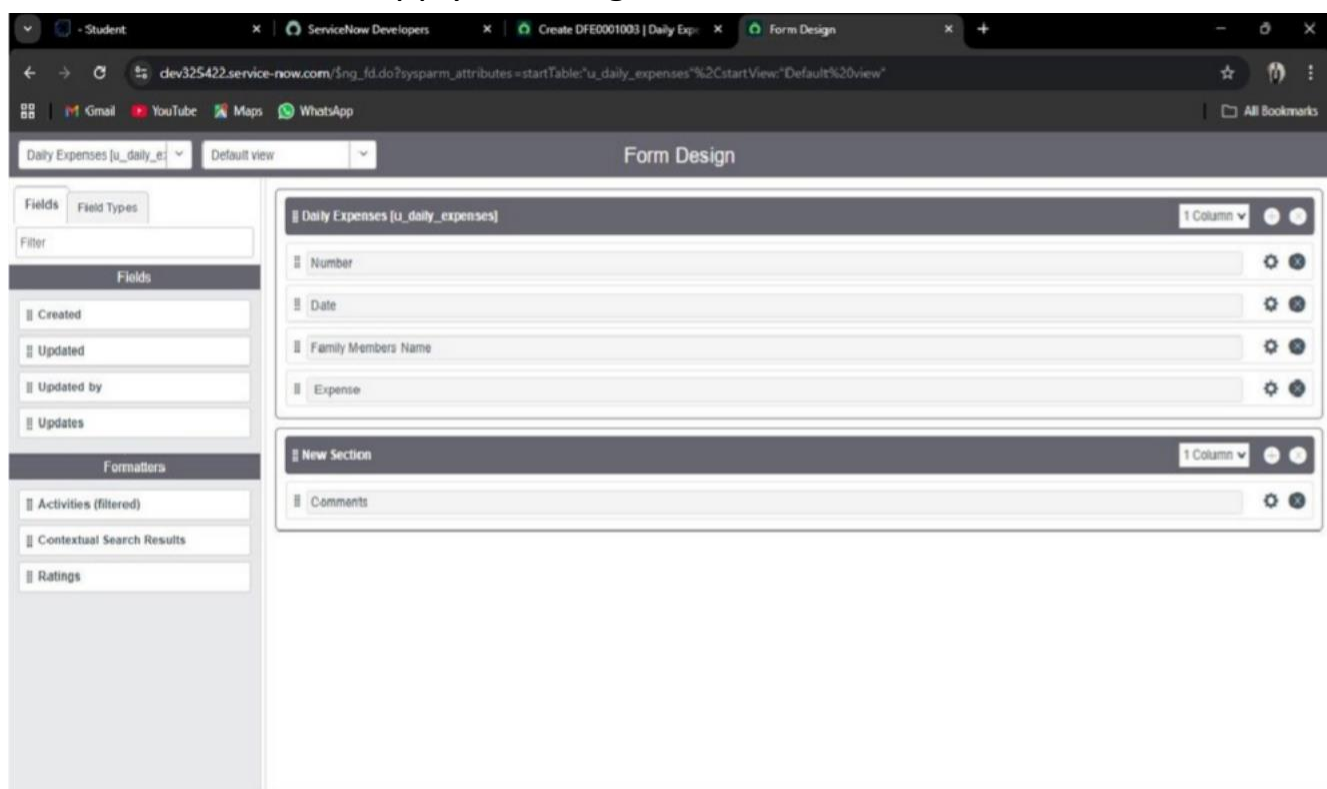 - Student
ServiceNow Developers
Create DFE0001003 | Daily Exp
Form Design
dev325422.service-now.com/$ng_fd.do?sysparm_attributes=startTable:"u_daily_expenses"%2CstartView:"Default%20view"
Gmail YouTube Maps WhatsApp All Bookmarks
Daily Expenses [u_daily_e: Default view Form Design
Fields Field Types
Filter
Fields
Created
Updated
Updated by
Updates
Formatters
Activities (filtered)
Contextual Search Results
Ratings
Daily Expenses [u_daily_expenses] 1 Column
Number
Date
Family Members Name
Expense
New Section 1 Column
Comments